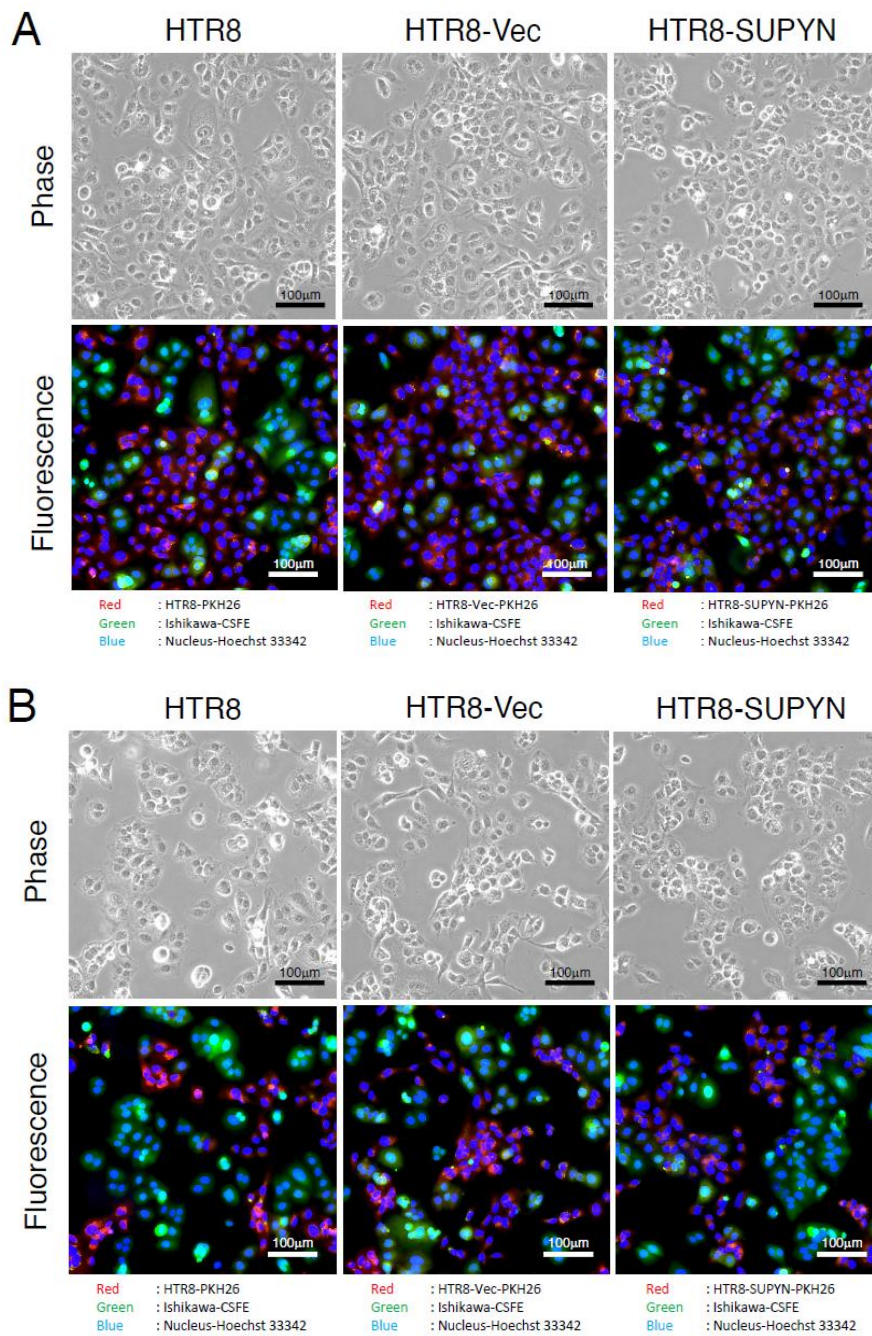 A
HTR8 HTR8-Vec HTR8-SUPYN
Phase
100µm 100µm 100µm
Fluorescence
100µm 100µm 100µm
Red : HTR8-PKH26 Red : HTR8-Vec-PKH26 Red : HTR8-SUPYN-PKH26
Green : Ishikawa-CSFE Green : Ishikawa-CSFE Green : Ishikawa-CSFE
Blue : Nucleus-Hoechst 33342 Blue : Nucleus-Hoechst 33342 Blue : Nucleus-Hoechst 33342
B
HTR8 HTR8-Vec HTR8-SUPYN
Phase
100µm 100µm 100µm
Fluorescence
100µm 100µm 100µm
Red : HTR8-PKH26 Red : HTR8-Vec-PKH26 Red : HTR8-SUPYN-PKH26
Green : Ishikawa-CSFE Green : Ishikawa-CSFE Green : Ishikawa-CSFE
Blue : Nucleus-Hoechst 33342 Blue : Nucleus-Hoechst 33342 Blue : Nucleus-Hoechst 33342